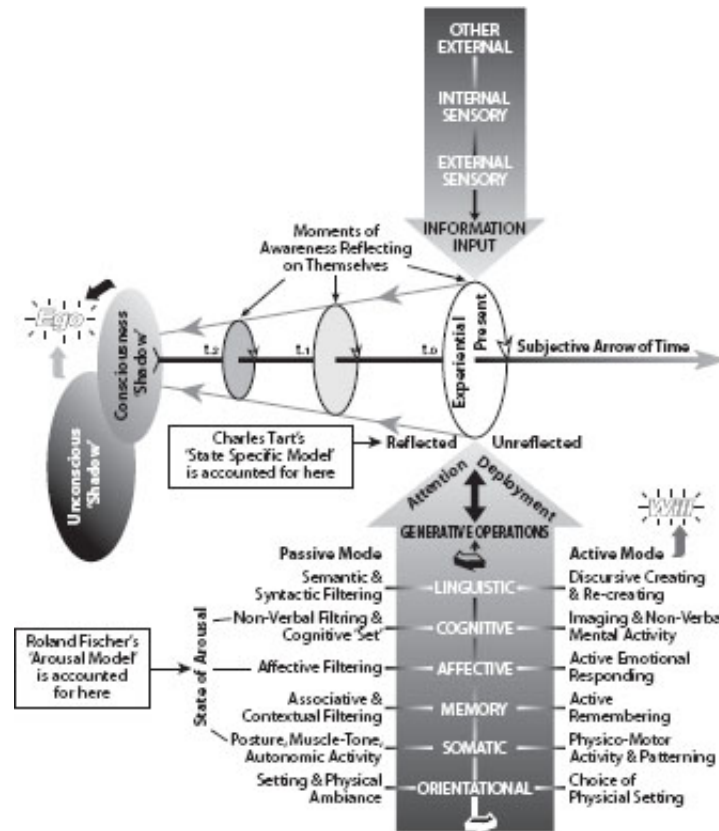 OTHER
EXTERNAL
INTERNAL
SENSORY
EXTERNAL
SENSORY
INFORMATION
INPUT
Moments of
Awareness Reflecting
on Themselves
Ego
Consciousness
'Shadow'
Unconscious
'Shadow'
t-2
t-1
t0
Experiential
Present
Subjective Arrow of Time
Charles Tart's
'State Specific Model'
is accounted for here
Reflected
Unreflected
Attention
Deployment
Will
GENERATIVE OPERATIONS
Passive Mode
Active Mode
Semantic &
Syntactic Filtering
LINGUISTIC
Discursive Creating
& Re-creating
Non-Verbal Filtring &
Cognitive 'Set'
COGNITIVE
Imaging & Non-Verba
Mental Activity
Roland Fischer's
'Arousal Model'
is accounted
for here
State of Arousal
Affective Filtering
AFFECTIVE
Active Emotional
Responding
Associative &
Contextual Filtering
MEMORY
Active
Remembering
Posture, Muscle-Tone,
Autonomic Activity
SOMATIC
Physico-Motor
Activity & Patterning
Setting & Physical
Ambiance
ORIENTATIONAL
Choice of
Physicial Setting